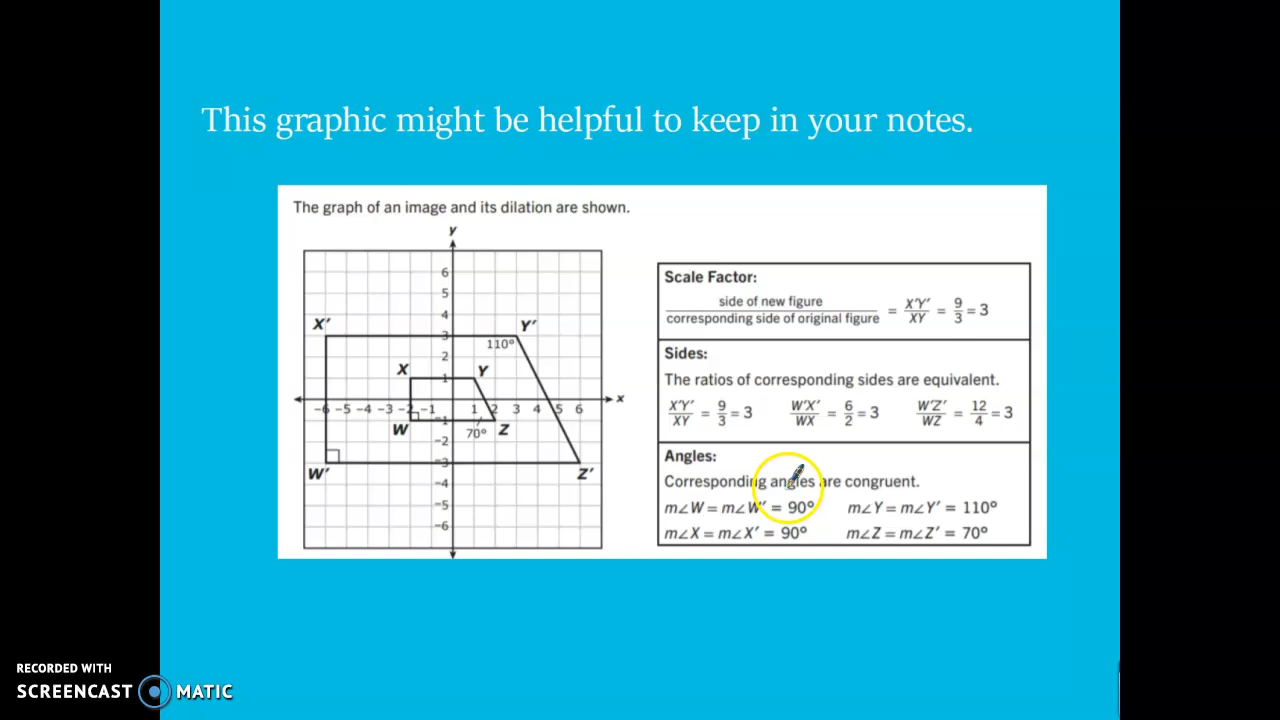 This graphic might be helpful to keep in your notes.
The graph of an image and its dilation are shown.
y
6
5
4
X′ 3 Y′
110°
2
X 1 Y
x
−6 −5 −4 −3 −2 −1 1 2 3 4 5 6
−1
W 70° Z
−2
−3
W′ Z′
−4
−5
−6
Scale Factor:
side of new figure / corresponding side of original figure = X′Y′/XY = 9/3 = 3
Sides:
The ratios of corresponding sides are equivalent.
X′Y′/XY = 9/3 = 3 W′X′/WX = 6/2 = 3 W′Z′/WZ = 12/4 = 3
Angles:
Corresponding angles are congruent.
m∠W = m∠W′ = 90° m∠Y = m∠Y′ = 110°
m∠X = m∠X′ = 90° m∠Z = m∠Z′ = 70°
RECORDED WITH
SCREENCAST MATIC